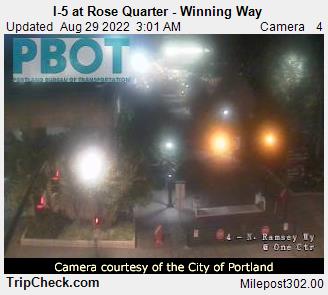 I-5 at Rose Quarter - Winning Way
Updated Aug 29 2022 3:01 AM Camera 4
PBOT
PORTLAND BUREAU OF TRANSPORTATION
4 - N. Ramsey Wy
@ One Ctr
Camera courtesy of the City of Portland
TripCheck.com Milepost302.00